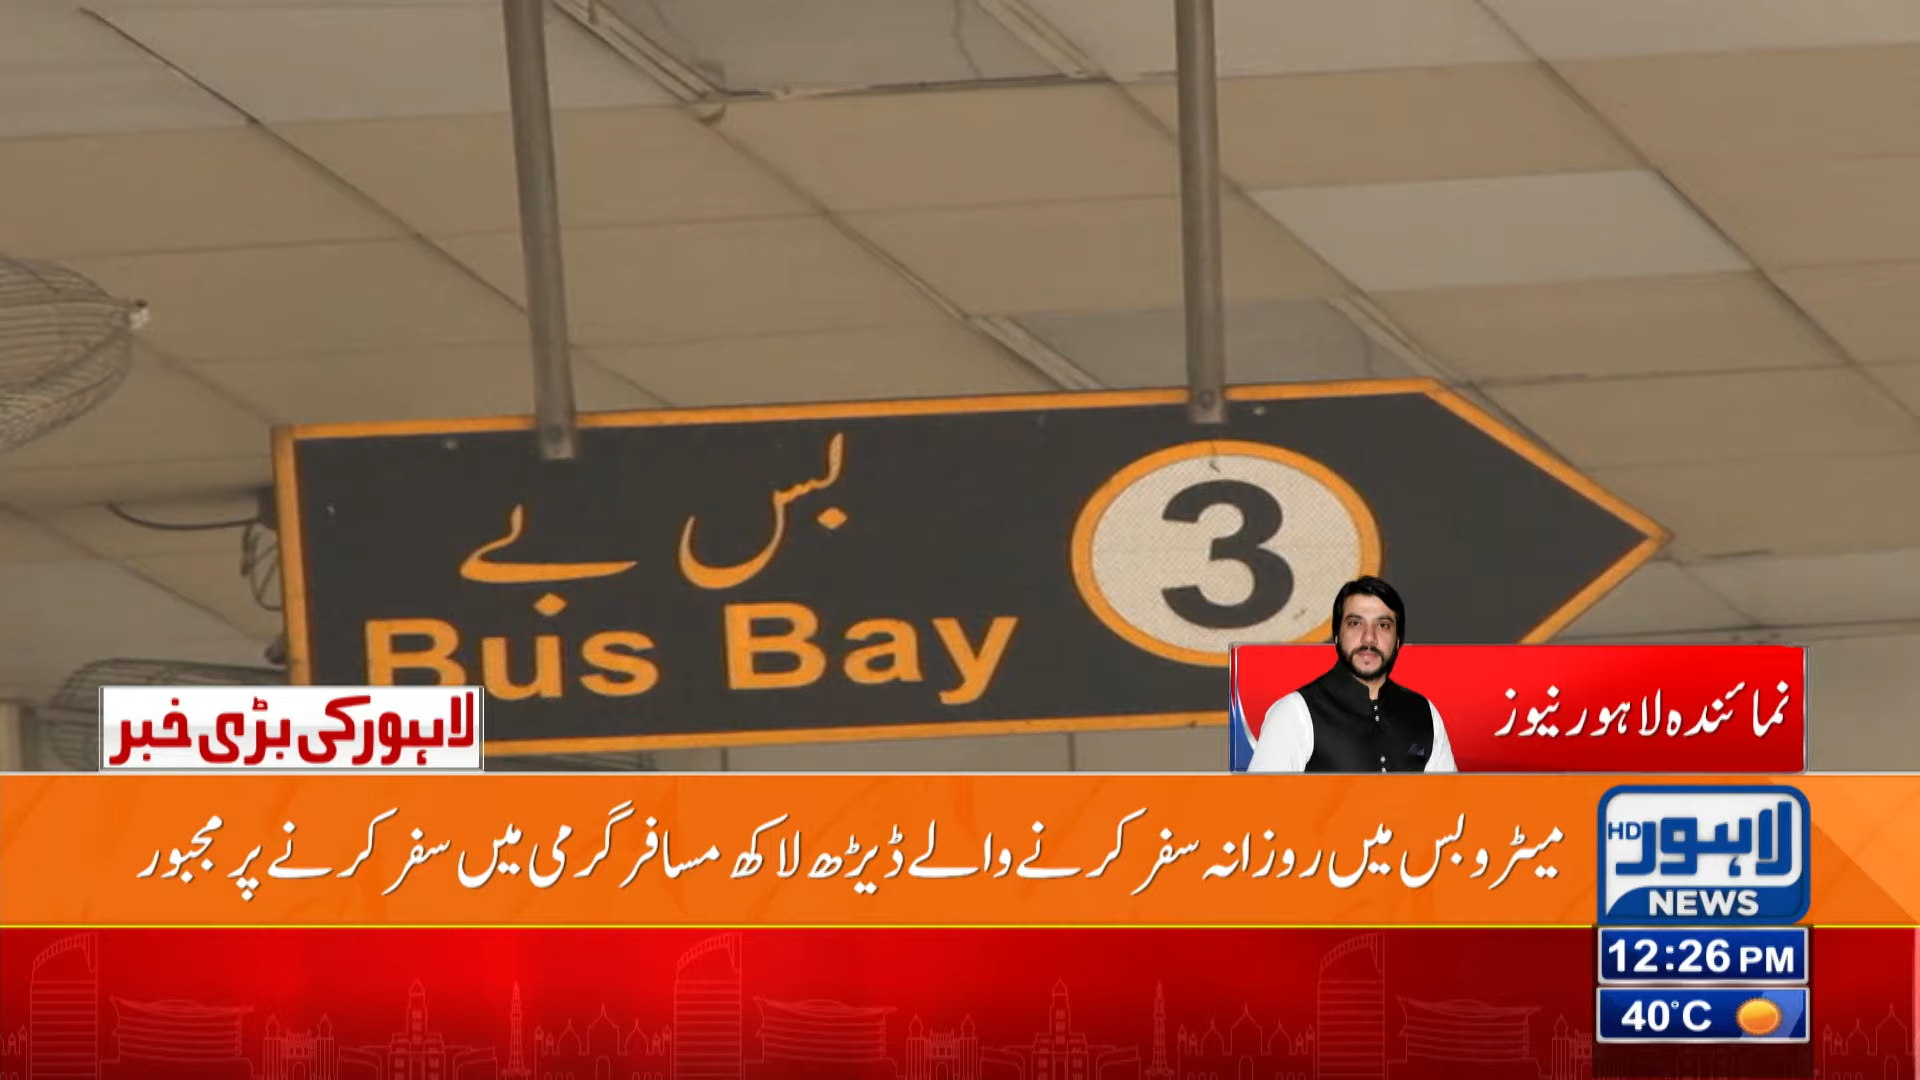 بس بے
Bus Bay
3
لاہور کی بڑی خبر
نمائندہ لاہور نیوز
میٹرو بس میں روزانہ سفر کرنے والے ڈیڑھ لاکھ مسافر گرمی میں سفر کرنے پر مجبور
لاہور HD
NEWS
12:26 PM
40°C